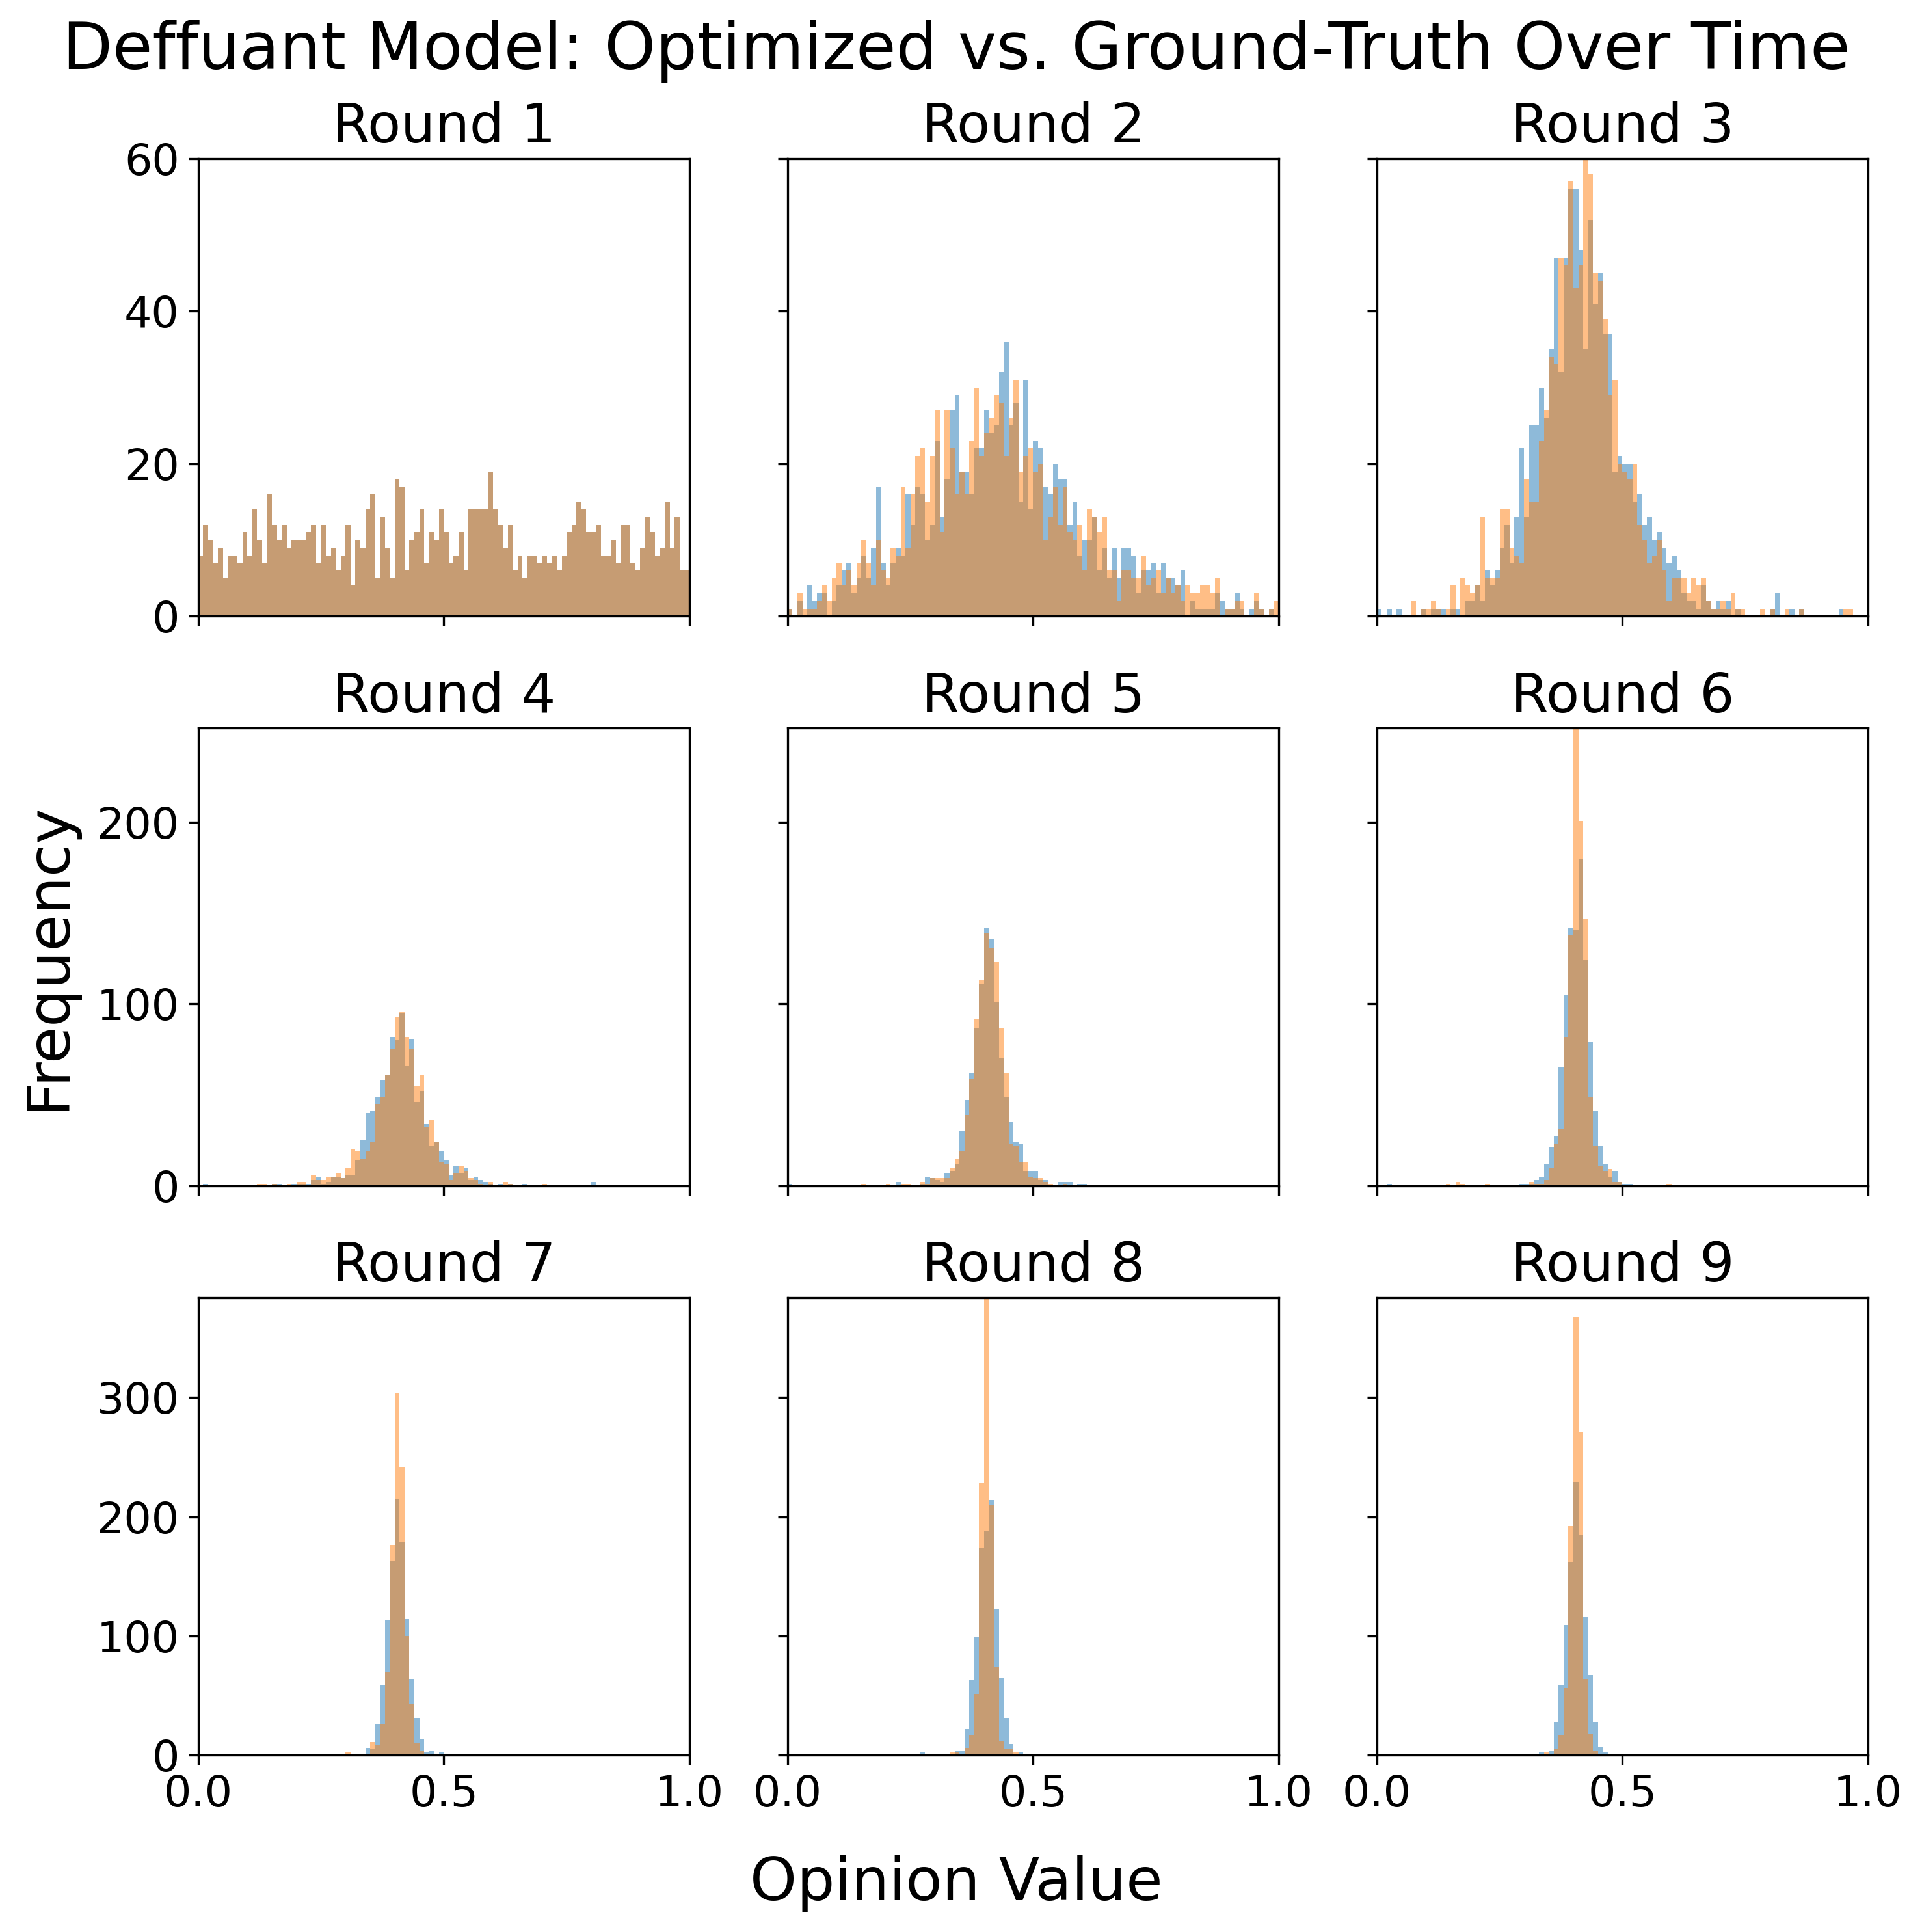 Deffuant Model: Optimized vs. Ground-Truth Over Time
Round 1
Round 2
Round 3
60
40
20
0
Round 4
Round 5
Round 6
200
100
0
Frequency
Round 7
Round 8
Round 9
300
200
100
0
0.0 0.5 1.0 0.0 0.5 1.0 0.0 0.5 1.0
Opinion Value